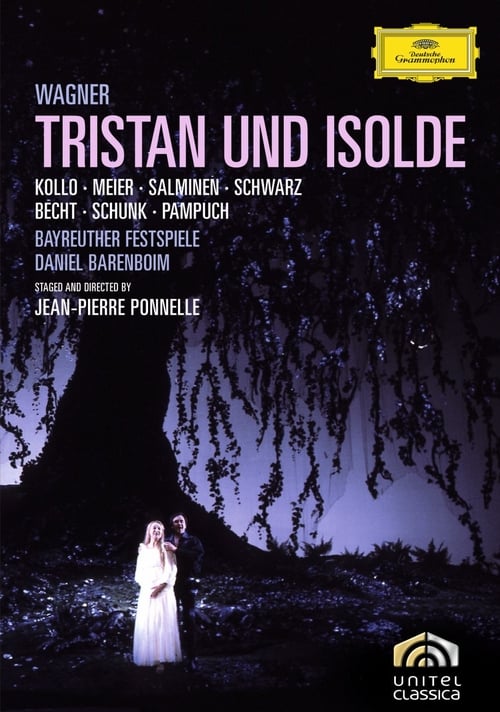 Deutsche
Grammophon
WAGNER
TRISTAN UND ISOLDE
KOLLO · MEIER · SALMINEN · SCHWARZ
BECHT · SCHUNK · PAMPUCH
BAYREUTHER FESTSPIELE
DANIEL BARENBOIM
STAGED AND DIRECTED BY
JEAN-PIERRE PONNELLE
UNITEL
CLASSICA